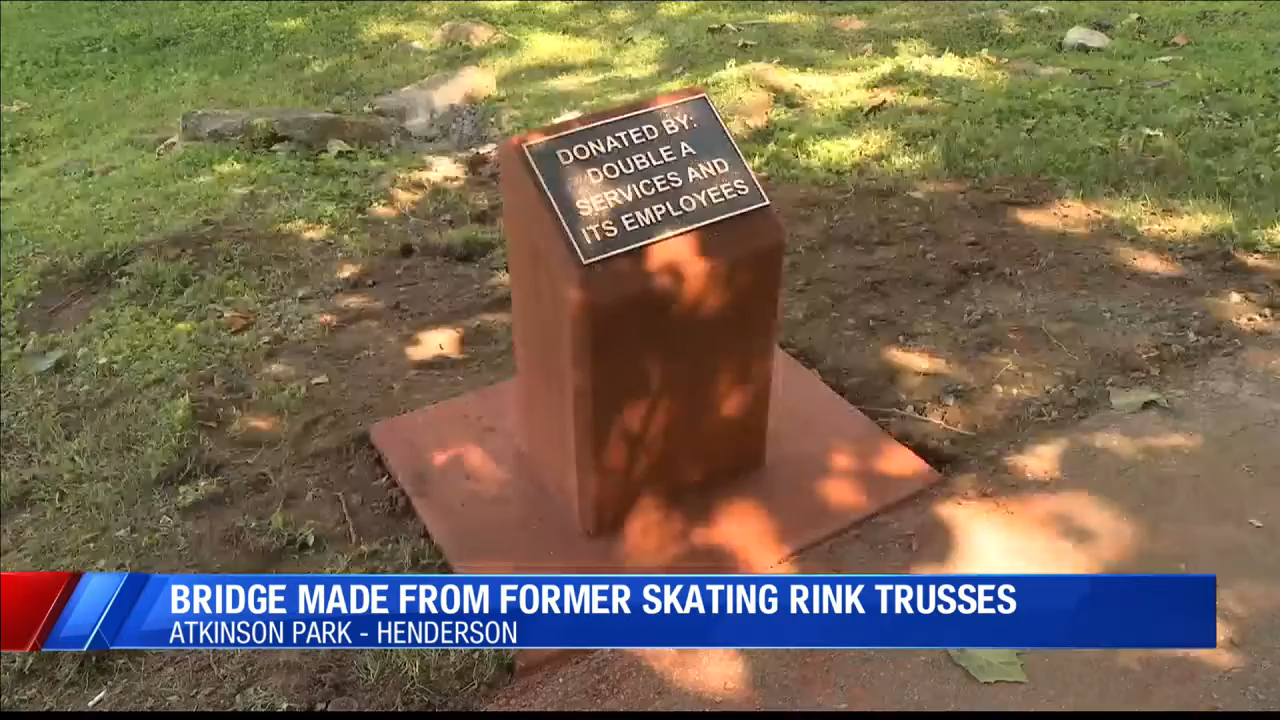 DONATED BY:
DOUBLE A
SERVICES AND
ITS EMPLOYEES
BRIDGE MADE FROM FORMER SKATING RINK TRUSSES
ATKINSON PARK - HENDERSON